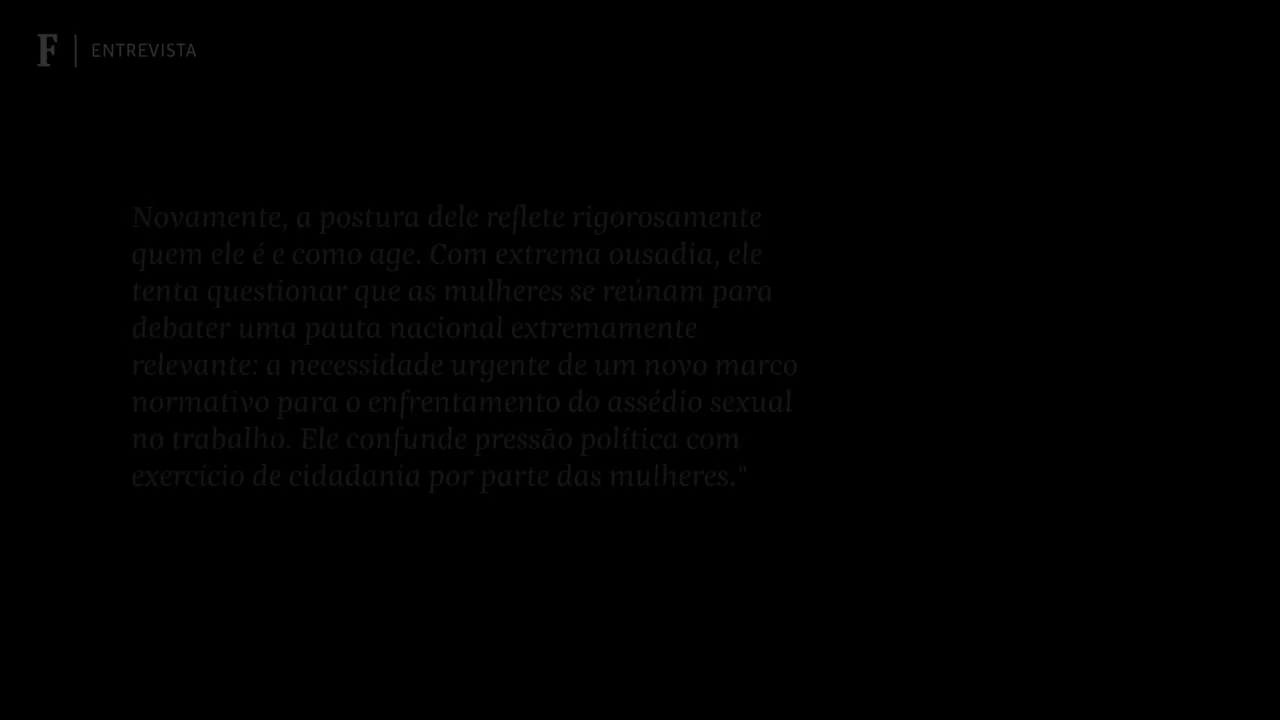 F | ENTREVISTA
Novamente, a postura dele reflete rigorosamente
quem ele é e como age. Com extrema ousadia, ele
tenta questionar que as mulheres se reúnam para
debater uma pauta nacional extremamente
relevante: a necessidade urgente de um novo marco
normativo para o enfrentamento do assédio sexual
no trabalho. Ele confunde pressão política com
exercício de cidadania por parte das mulheres."